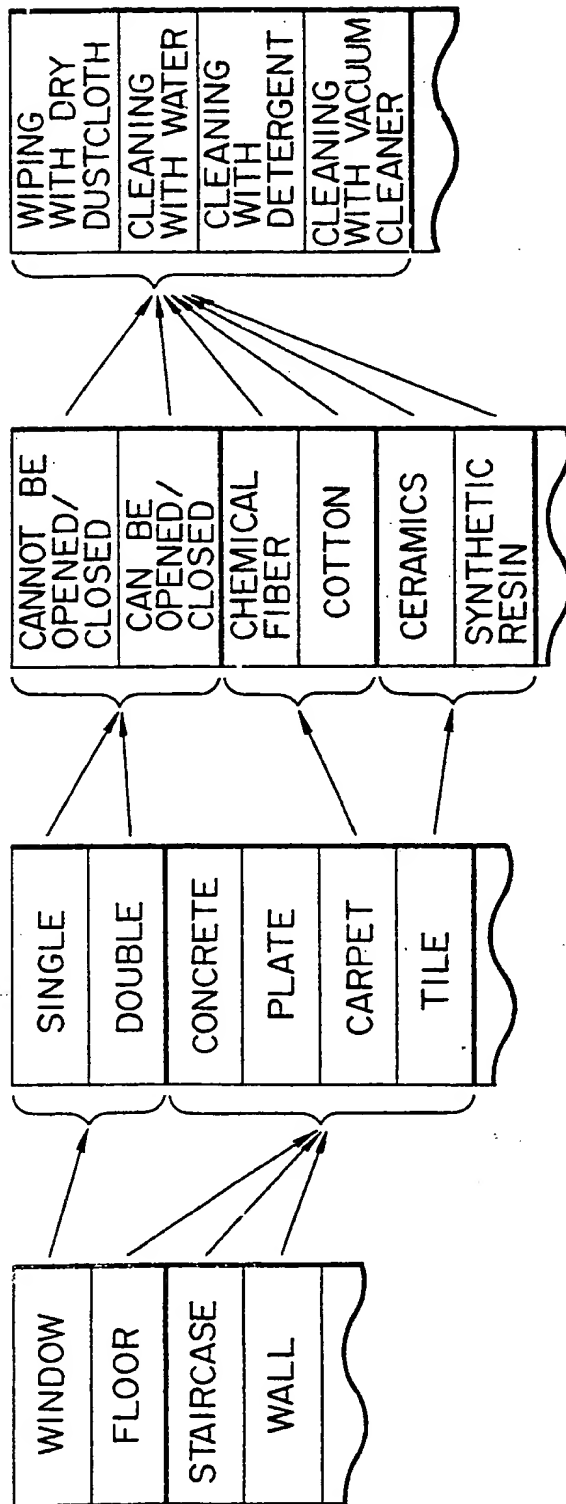 WINDOW
FLOOR
STAIRCASE
WALL
SINGLE
DOUBLE
CONCRETE
PLATE
CARPET
TILE
CANNOT BE
OPENED/
CLOSED
CAN BE
OPENED/
CLOSED
CHEMICAL
FIBER
COTTON
CERAMICS
SYNTHETIC
RESIN
WIPING
WITH DRY
DUSTCLOTH
CLEANING
WITH WATER
CLEANING
WITH
DETERGENT
CLEANING
WITH VACUUM
CLEANER